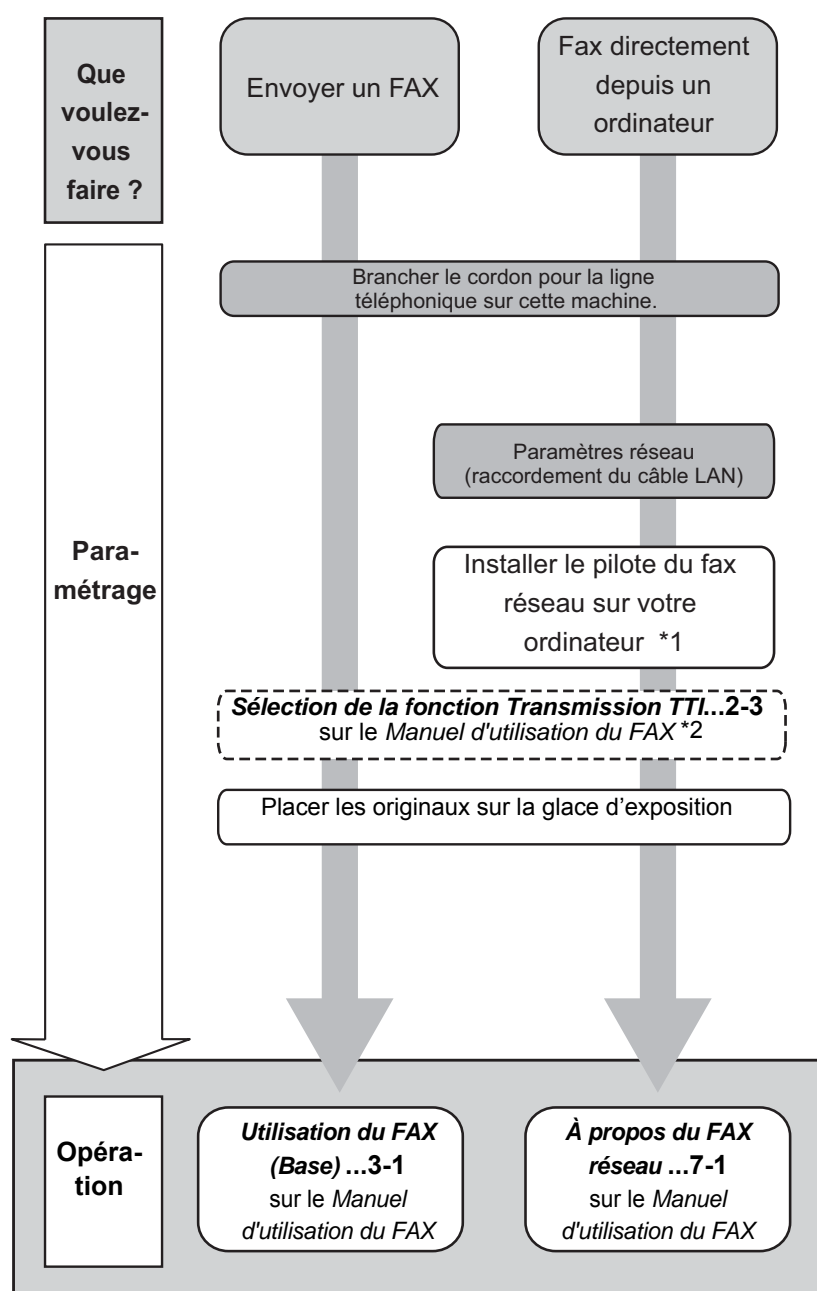 Que
voulez-
vous
faire ?
Envoyer un FAX
Fax directement
depuis un
ordinateur
Brancher le cordon pour la ligne
téléphonique sur cette machine.
Paramètres réseau
(raccordement du câble LAN)
Para-
métrage
Installer le pilote du fax
réseau sur votre
ordinateur *1
Sélection de la fonction Transmission TTI...2-3
sur le Manuel d'utilisation du FAX *2
Placer les originaux sur la glace d’exposition
Opéra-
tion
Utilisation du FAX
(Base) ...3-1
sur le Manuel
d'utilisation du FAX
À propos du FAX
réseau ...7-1
sur le Manuel
d'utilisation du FAX